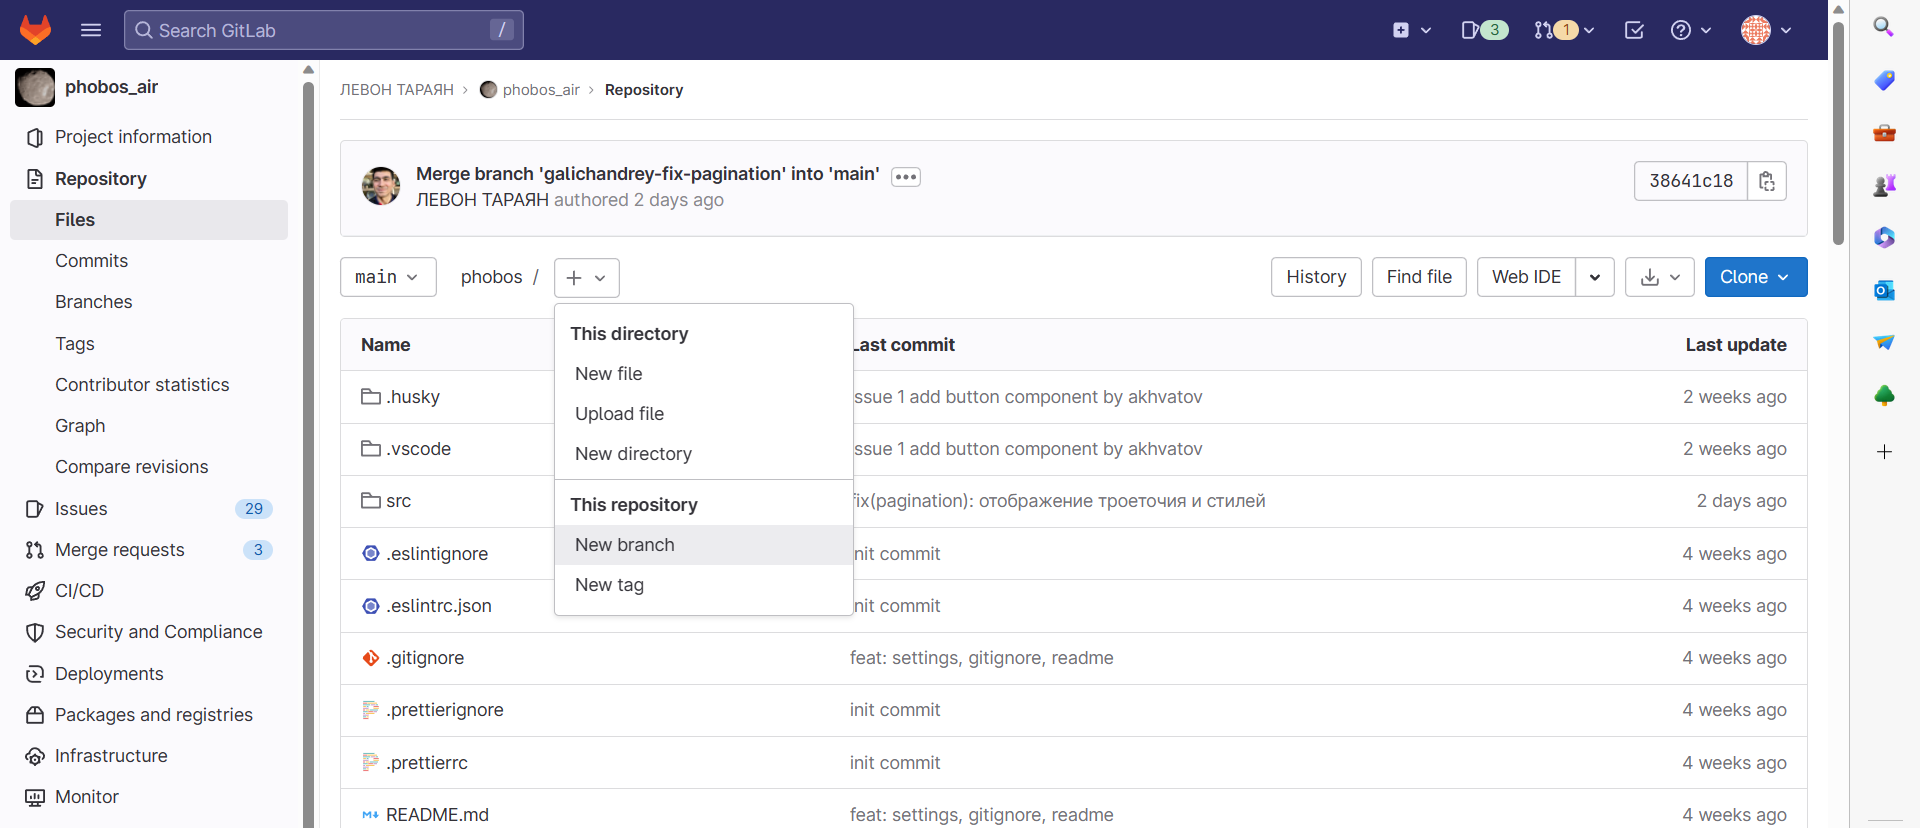 Search GitLab
/
3
1
phobos_air
Project information
Repository
Files
Commits
Branches
Tags
Contributor statistics
Graph
Compare revisions
Issues 29
Merge requests 3
CI/CD
Security and Compliance
Deployments
Packages and registries
Infrastructure
Monitor
ЛЕВОН ТАРАЯН › phobos_air › Repository
Merge branch 'galichandrey-fix-pagination' into 'main'
ЛЕВОН ТАРАЯН authored 2 days ago
38641c18
main
phobos /
History
Find file
Web IDE
Clone
This directory
New file
Upload file
New directory
This repository
New branch
New tag
Name Last commit Last update
.husky ssue 1 add button component by akhvatov 2 weeks ago
.vscode ssue 1 add button component by akhvatov 2 weeks ago
src fix(pagination): отображение троеточия и стилей 2 days ago
.eslintignore nit commit 4 weeks ago
.eslintrc.json nit commit 4 weeks ago
.gitignore feat: settings, gitignore, readme 4 weeks ago
.prettierignore init commit 4 weeks ago
.prettierrc init commit 4 weeks ago
README.md feat: settings, gitignore, readme 4 weeks ago